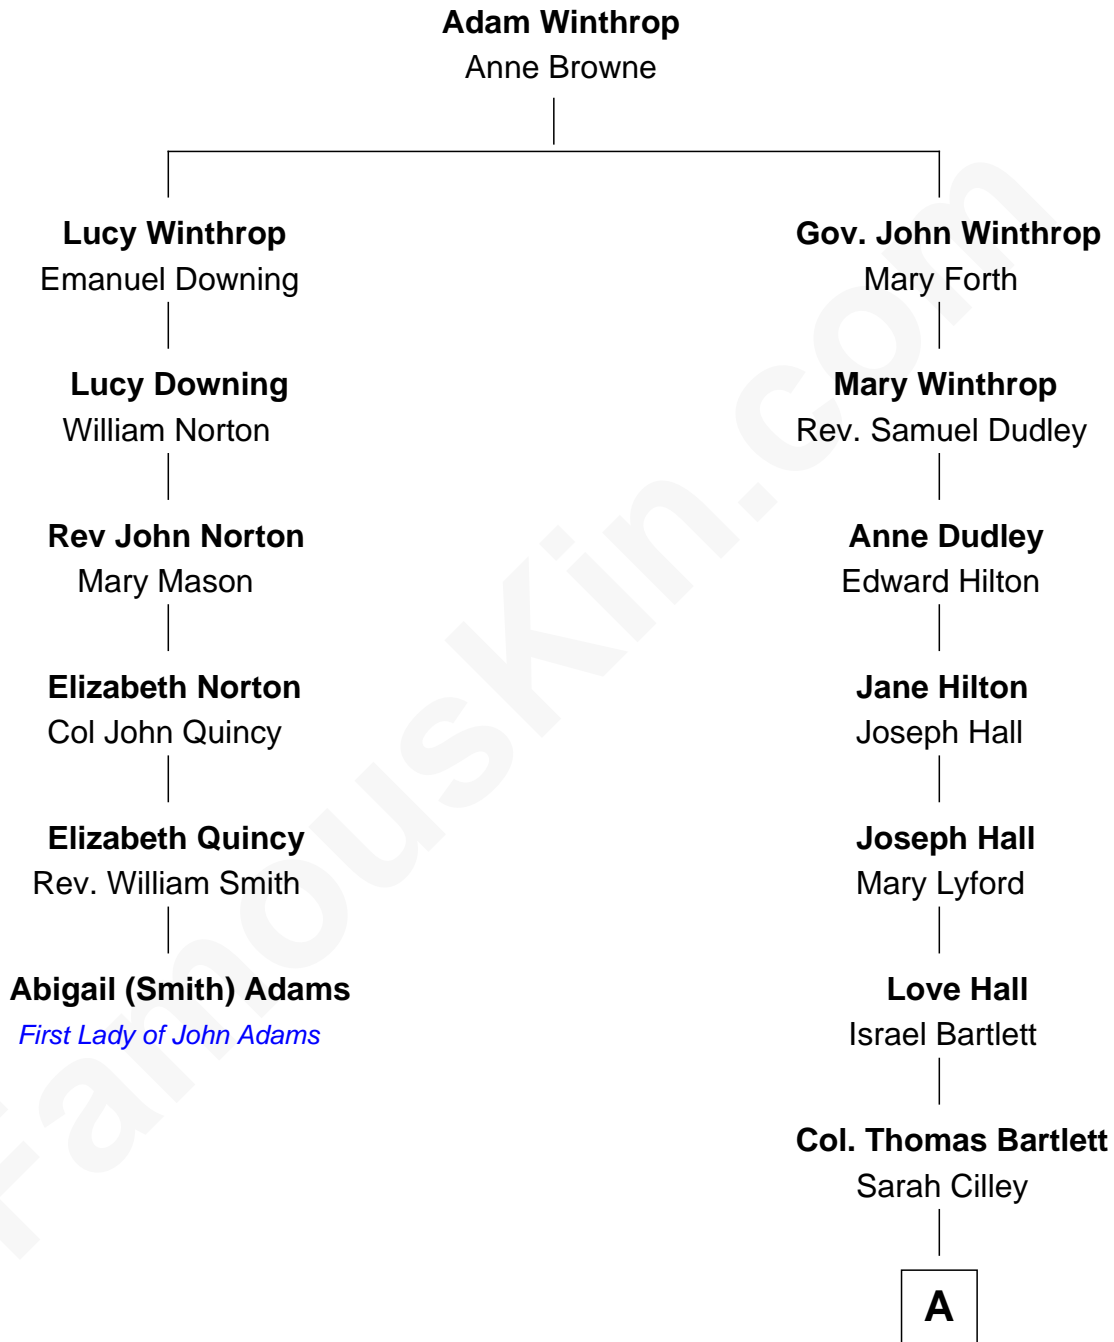 Adam Winthrop
Anne Browne
Lucy Winthrop
Emanuel Downing
Lucy Downing
William Norton
Rev John Norton
Mary Mason
Elizabeth Norton
Col John Quincy
Elizabeth Quincy
Rev. William Smith
Abigail (Smith) Adams
First Lady of John Adams
Gov. John Winthrop
Mary Forth
Mary Winthrop
Rev. Samuel Dudley
Anne Dudley
Edward Hilton
Jane Hilton
Joseph Hall
Joseph Hall
Mary Lyford
Love Hall
Israel Bartlett
Col. Thomas Bartlett
Sarah Cilley
A
FamousKin.com